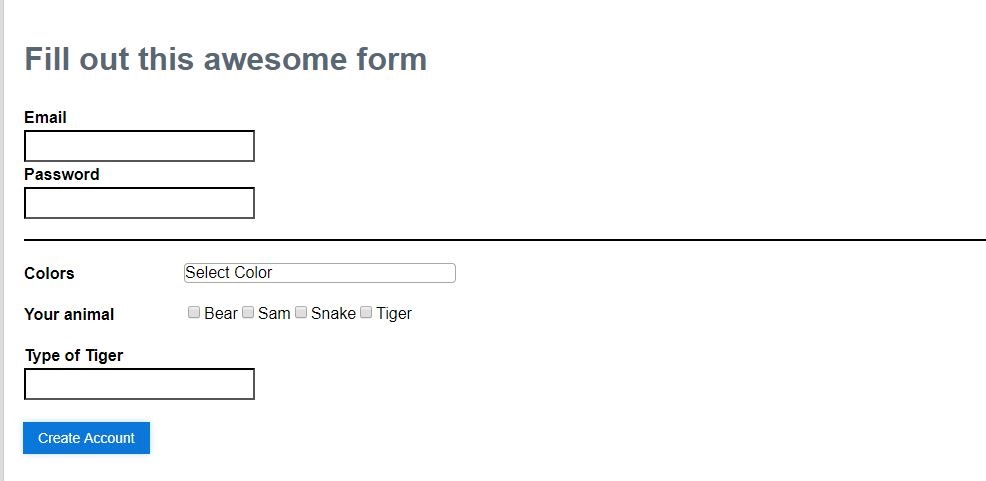 Fill out this awesome form
Email
Password
Colors Select Color
Your animal Bear Sam Snake Tiger
Type of Tiger
Create Account